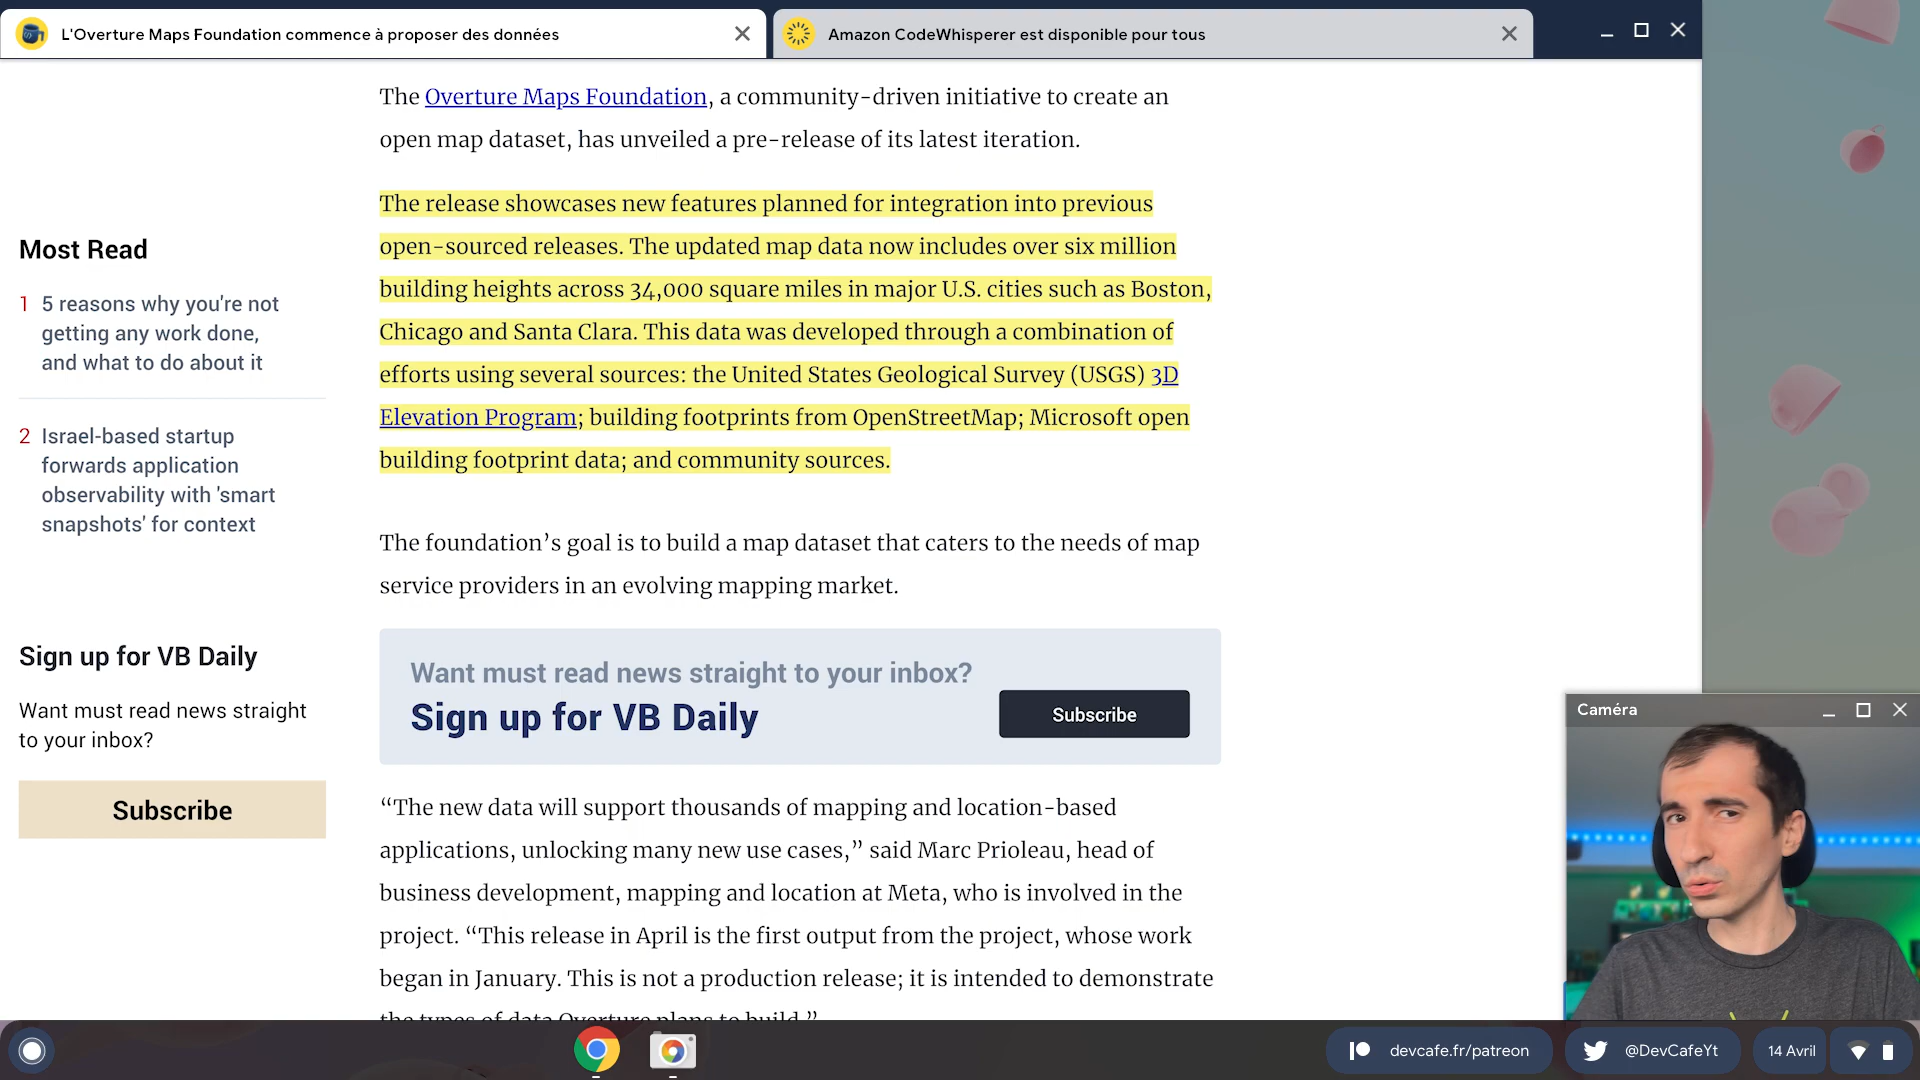 L'Overture Maps Foundation commence à proposer des données
Amazon CodeWhisperer est disponible pour tous
The Overture Maps Foundation, a community-driven initiative to create an
open map dataset, has unveiled a pre-release of its latest iteration.
The release showcases new features planned for integration into previous
open-sourced releases. The updated map data now includes over six million
building heights across 34,000 square miles in major U.S. cities such as Boston,
Chicago and Santa Clara. This data was developed through a combination of
efforts using several sources: the United States Geological Survey (USGS) 3D
Elevation Program; building footprints from OpenStreetMap; Microsoft open
building footprint data; and community sources.
The foundation’s goal is to build a map dataset that caters to the needs of map
service providers in an evolving mapping market.
Most Read
1 5 reasons why you're not
getting any work done,
and what to do about it
2 Israel-based startup
forwards application
observability with 'smart
snapshots' for context
Sign up for VB Daily
Want must read news straight
to your inbox?
Subscribe
Want must read news straight to your inbox?
Sign up for VB Daily
Subscribe
“The new data will support thousands of mapping and location-based
applications, unlocking many new use cases,” said Marc Prioleau, head of
business development, mapping and location at Meta, who is involved in the
project. “This release in April is the first output from the project, whose work
began in January. This is not a production release; it is intended to demonstrate
the types of data Overture plans to build.”
Caméra
devcafe.fr/patreon
@DevCafeYt
14 Avril